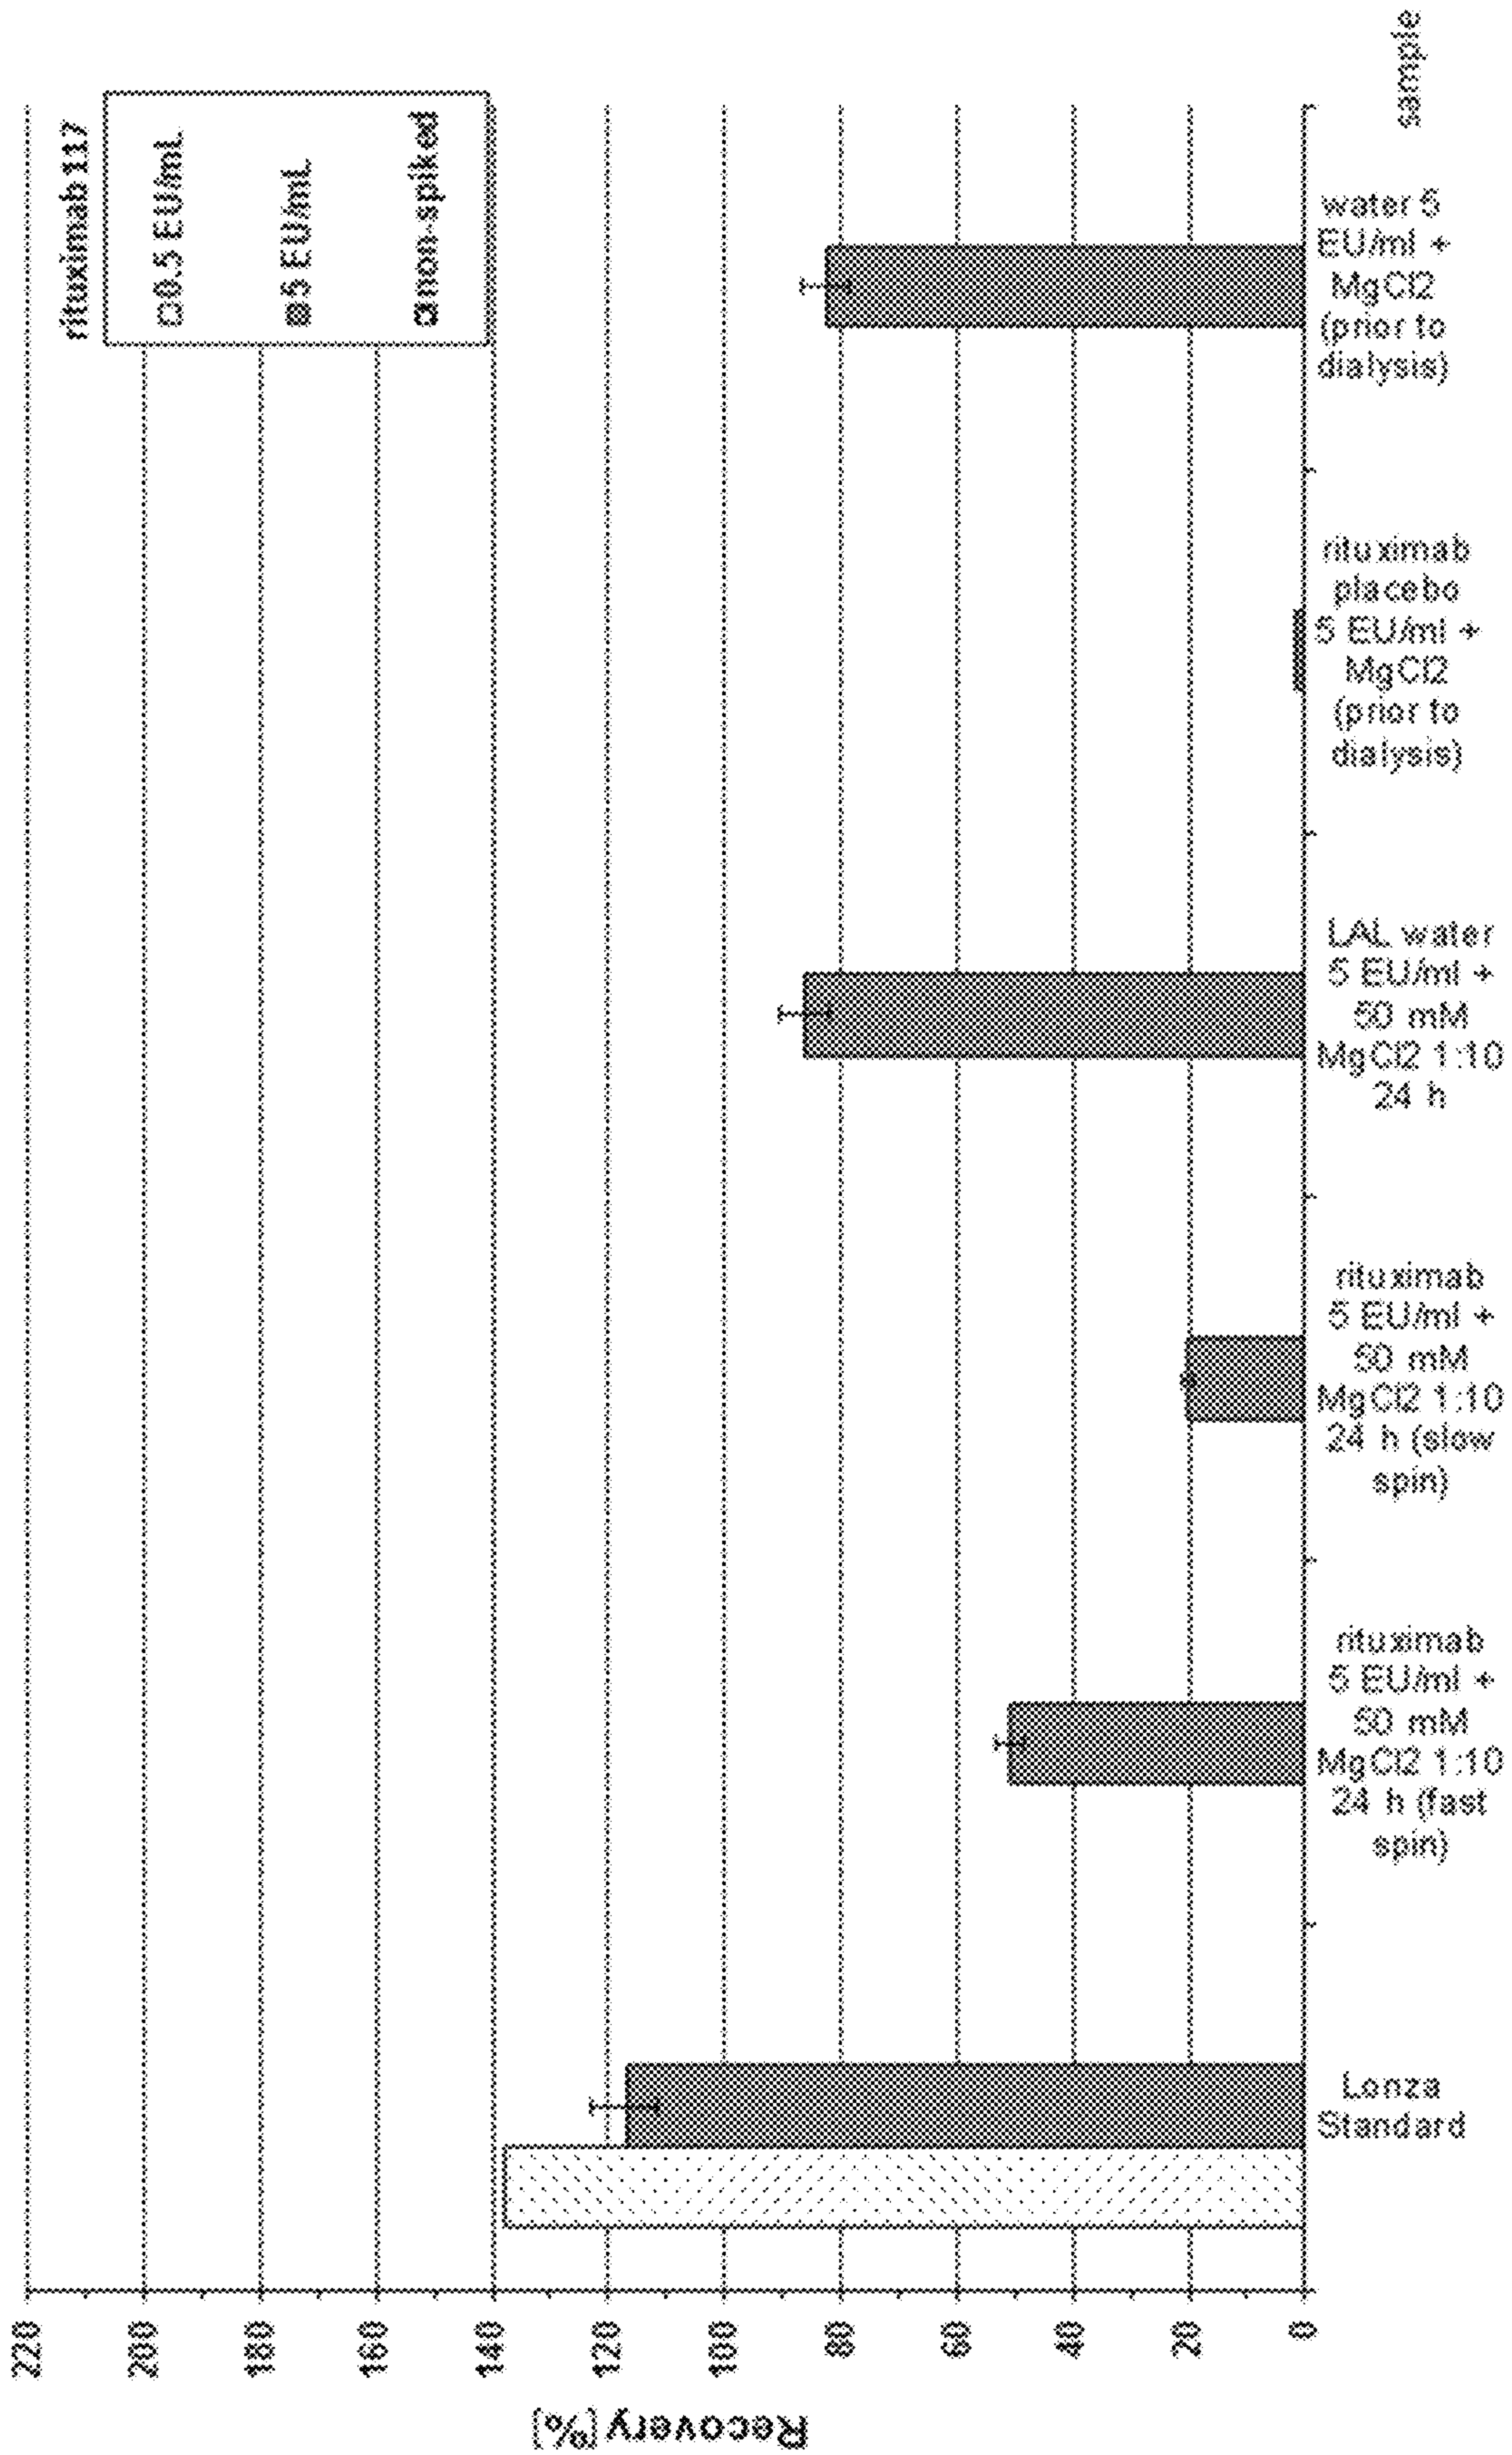 rituximab 117
0.5 EU/mL
5 EU/mL
non-spiked
Recovery [%]
220
200
180
160
140
120
100
80
60
40
20
0
Lonza
Standard
rituximab
5 EU/ml +
50 mM
MgCl2 1:10
24 h (fast
spin)
rituximab
5 EU/ml +
50 mM
MgCl2 1:10
24 h (slow
spin)
LAL water
5 EU/ml +
50 mM
MgCl2 1:10
24 h
rituximab
placebo
5 EU/ml +
MgCl2
(prior to
dialysis)
water 5
EU/ml +
MgCl2
(prior to
dialysis)
sample